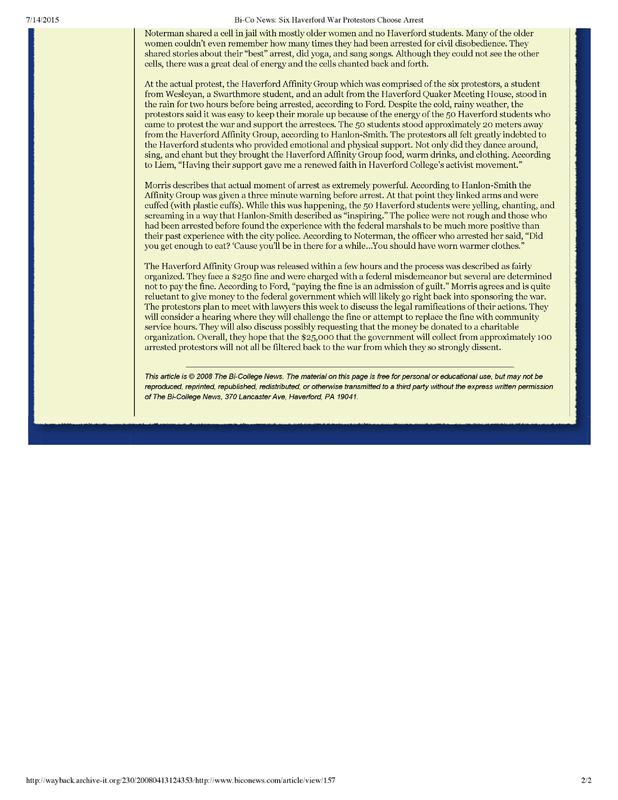 7/14/2015 Bi-Co News: Six Haverford War Protestors Choose Arrest
Noterman shared a cell in jail with mostly older women and no Haverford students. Many of the older
women couldn't even remember how many times they had been arrested for civil disobedience. They
shared stories about their "best" arrest, did yoga, and sang songs. Although they could not see the other
cells, there was a great deal of energy and the cells chanted back and forth.
At the actual protest, the Haverford Affinity Group which was comprised of the six protestors, a student
from Wesleyan, a Swarthmore student, and an adult from the Haverford Quaker Meeting House, stood in
the rain for two hours before being arrested, according to Ford. Despite the cold, rainy weather, the
protestors said it was easy to keep their morale up because of the energy of the 50 Haverford students who
came to protest the war and support the arrestees. The 50 students stood approximately 20 meters away
from the Haverford Affinity Group, according to Hanlon-Smith. The protestors all felt greatly indebted to
the Haverford students who provided emotional and physical support. Not only did they dance around,
sing, and chant but they brought the Haverford Affinity Group food, warm drinks, and clothing. According
to Liem, "Having their support gave me a renewed faith in Haverford College's activist movement."
Morris describes that actual moment of arrest as extremely powerful. According to Hanlon-Smith the
Affinity Group was given a three minute warning before arrest. At that point they linked arms and were
cuffed (with plastic cuffs). While this was happening, the 50 Haverford students were yelling, chanting, and
screaming in a way that Hanlon-Smith described as "inspiring." The police were not rough and those who
had been arrested before found the experience with the federal marshals to be much more positive than
their past experience with the city police. According to Noterman, the officer who arrested her said, "Did
you get enough to eat? 'Cause you'll be in there for a while...You should have worn warmer clothes."
The Haverford Affinity Group was released within a few hours and the process was described as fairly
organized. They face a $250 fine and were charged with a federal misdemeanor but several are determined
not to pay the fine. According to Ford, "paying the fine is an admission of guilt." Morris agrees and is quite
reluctant to give money to the federal government which will likely go right back into sponsoring the war.
The protestors plan to meet with lawyers this week to discuss the legal ramifications of their actions. They
will consider a hearing where they will challenge the fine or attempt to replace the fine with community
service hours. They will also discuss possibly requesting that the money be donated to a charitable
organization. Overall, they hope that the $25,000 that the government will collect from approximately 100
arrested protestors will not all be filtered back to the war from which they so strongly dissent.
This article is © 2008 The Bi-College News. The material on this page is free for personal or educational use, but may not be
reproduced, reprinted, republished, redistributed, or otherwise transmitted to a third party without the express written permission
of The Bi-College News, 370 Lancaster Ave, Haverford, PA 19041.
http://wayback.archive-it.org/230/20080413124353/http://www.biconews.com/article/view/157 2/2